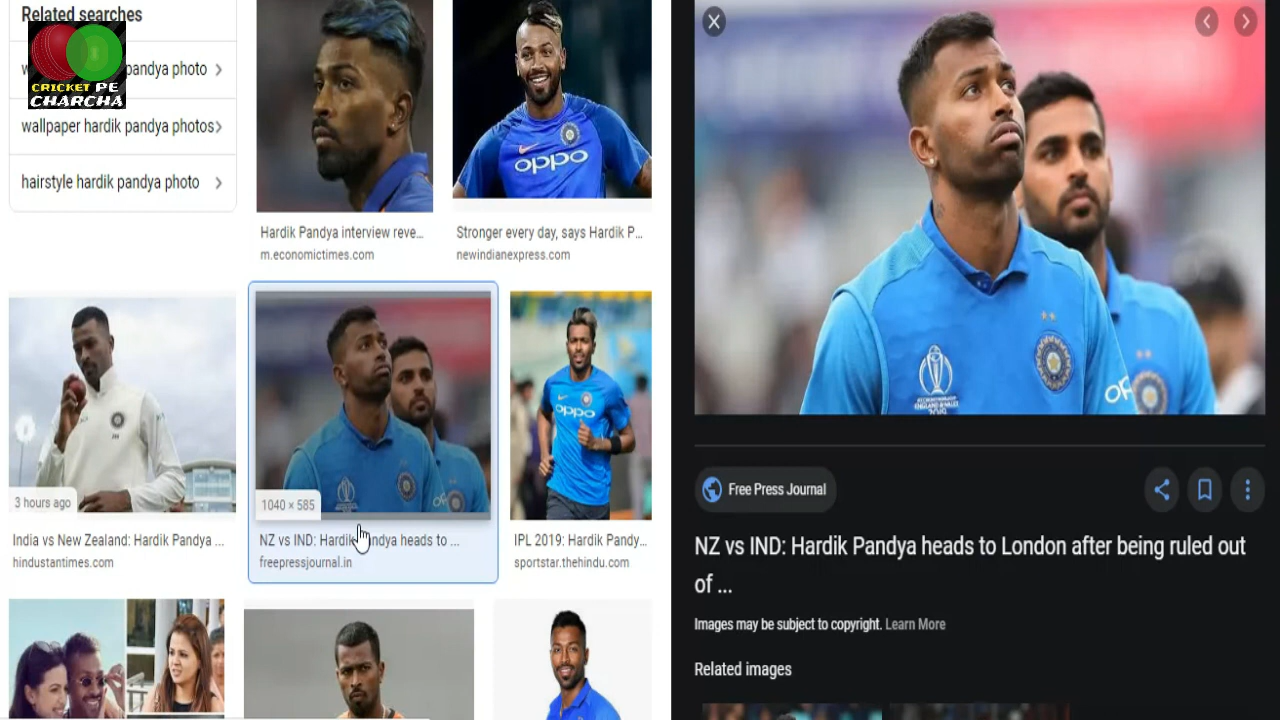 Related searches
pandya photo
CRICKET PE
CHARCHA
wallpaper hardik pandya photos
hairstyle hardik pandya photo
oppo
Hardik Pandya interview reve...
m.economictimes.com
Stronger every day, says Hardik P...
newindianexpress.com
3 hours ago
India vs New Zealand: Hardik Pandya ...
hindustantimes.com
1040 × 585
NZ vs IND: Hardik Pandya heads to ...
freepressjournal.in
oppo
IPL 2019: Hardik Pandy...
sportstar.thehindu.com
Free Press Journal
NZ vs IND: Hardik Pandya heads to London after being ruled out
of ...
Images may be subject to copyright. Learn More
Related images